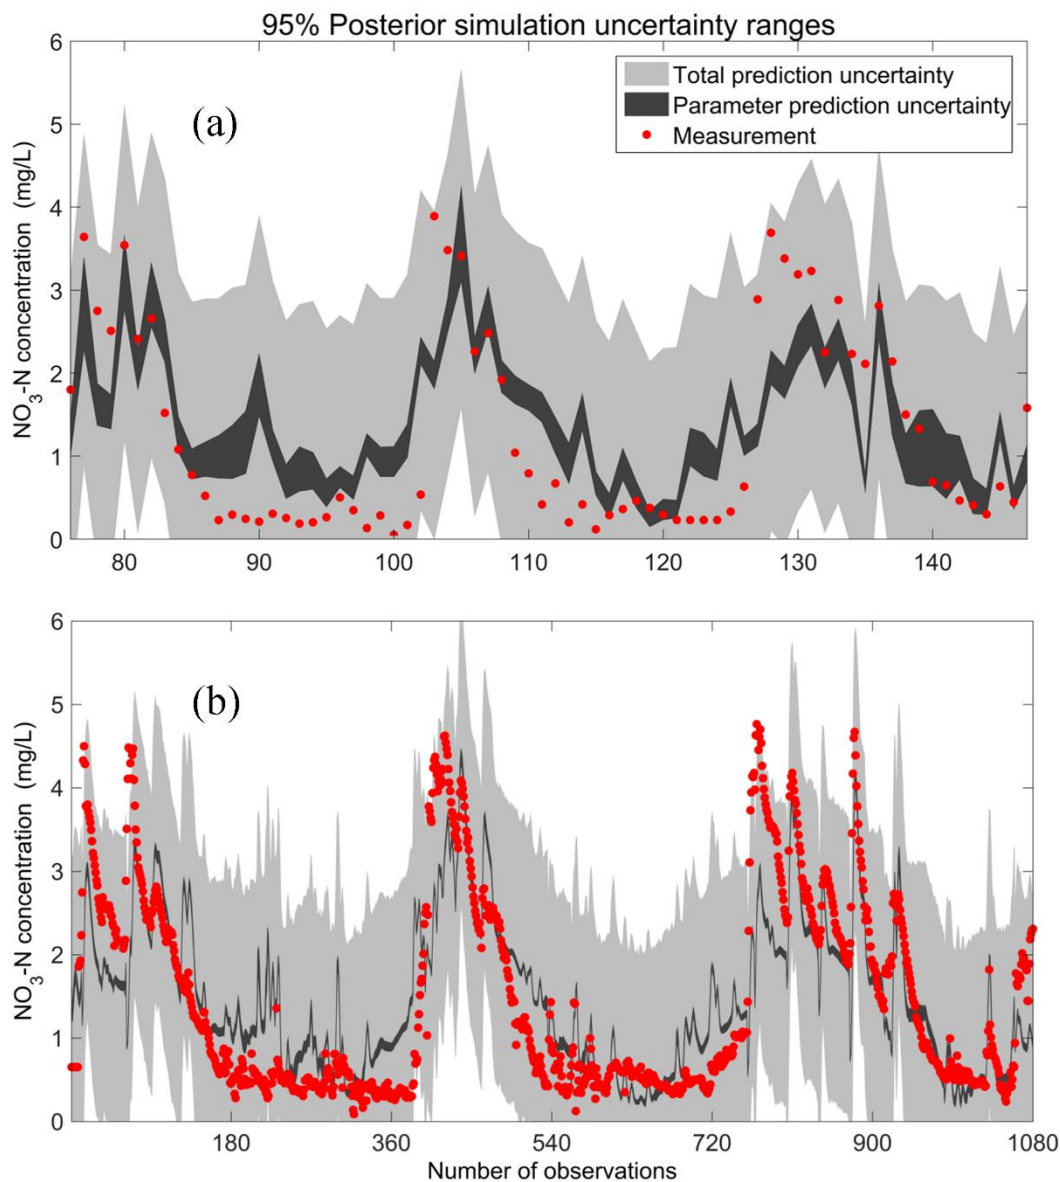 95% Posterior simulation uncertainty ranges
6
5
4
3
2
1
0
NO3-N concentration (mg/L)
(a)
Total prediction uncertainty
Parameter prediction uncertainty
Measurement
80 90 100 110 120 130 140
6
5
4
3
2
1
0
NO3-N concentration (mg/L)
(b)
180 360 540 720 900 1080
Number of observations